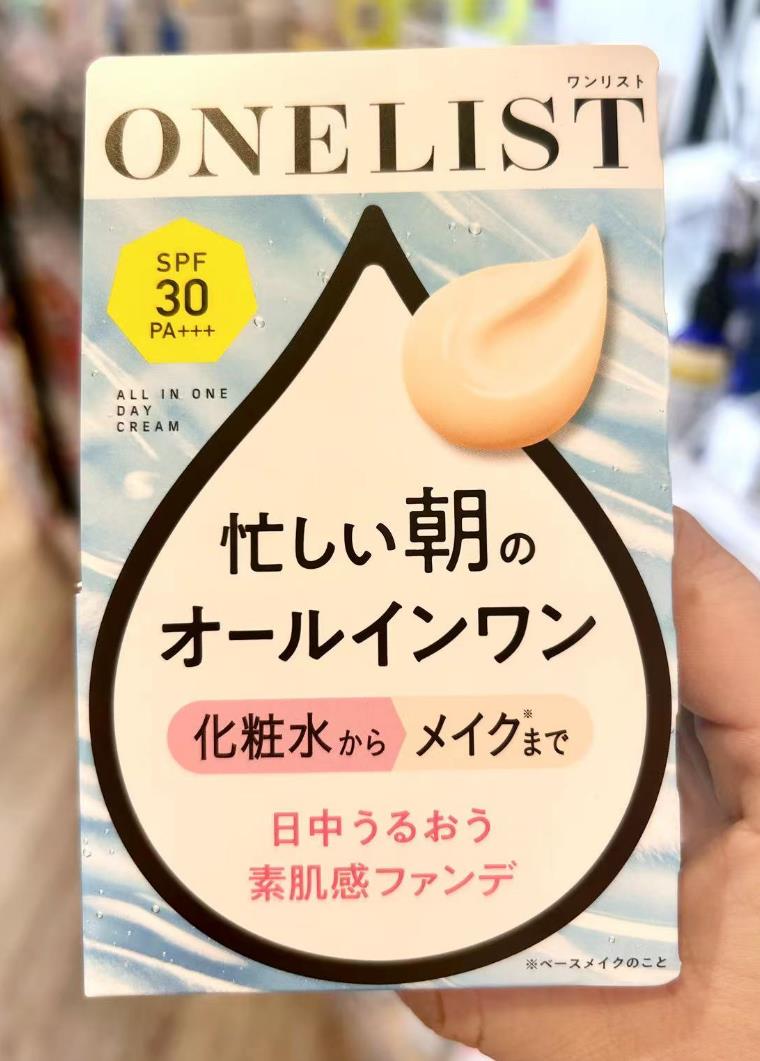 ワンリスト
ONELIST
SPF
30
PA+++
ALL IN ONE
DAY
CREAM
忙しい朝の
オールインワン
化粧水から メイク※まで
日中うるおう
素肌感ファンデ
※ベースメイクのこと